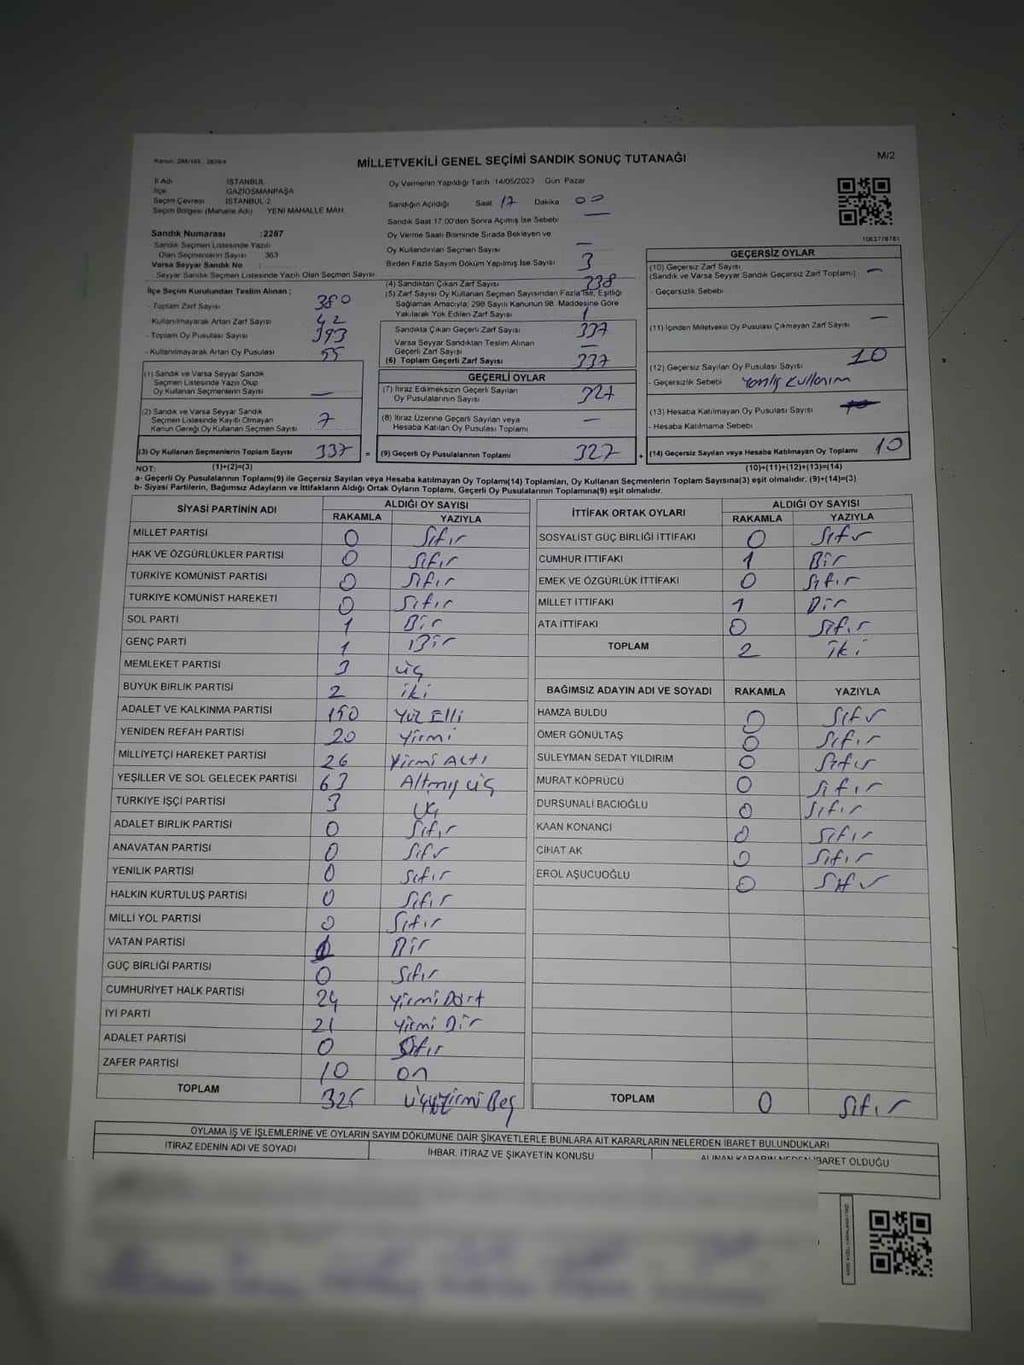 MİLLETVEKİLİ GENEL SEÇİMİ SANDIK SONUÇ TUTANAĞI
M/2
İl Adı İSTANBUL
İlçe GAZİOSMANPAŞA
Seçim Çevresi İSTANBUL-2
Seçim Bölgesi (Mahalle Adı) YENİ MAHALLE MAH.
Sandık Numarası :2287
Sandık Seçmen Listesinde Yazılı
Olan Seçmenlerin Sayısı 363
Varsa Seyyar Sandık No :
Seyyar Sandık Seçmen Listesinde Yazılı Olan Seçmen Sayısı
Oy Vermenin Yapıldığı Tarih :14/05/2023 Gün: Pazar
Sandığın Açıldığı Saat 17 Dakika 00
Sandık Saat 17:00'den Sonra Açılmış İse Sebebi —
Oy Verme Saati Bitiminde Sırada Bekleyen ve
Oy Kullandırılan Seçmen Sayısı —
Birden Fazla Sayım Döküm Yapılmış İse Sayısı 3
İlçe Seçim Kurulundan Teslim Alınan ;
- Toplam Zarf Sayısı 380
- Kullanılmayarak Artan Zarf Sayısı 42
- Toplam Oy Pusulası Sayısı 393
- Kullanılmayarak Artan Oy Pusulası 55
(1) Sandık ve Varsa Seyyar Sandık
Seçmen Listesinde Yazılı Olup
Oy Kullanan Seçmenlerin Sayısı —
(2) Sandık ve Varsa Seyyar Sandık
Seçmen Listesinde Kayıtlı Olmayan
Kanun Gereği Oy Kullanan Seçmen Sayısı 7
(3) Oy Kullanan Seçmenlerin Toplam Sayısı 337 =
(4) Sandıktan Çıkan Zarf Sayısı 338
(5) Zarf Sayısı Oy Kullanan Seçmen Sayısından Fazla İse, Eşitliği
Sağlamak Amacıyla, 298 Sayılı Kanunun 98. Maddesine Göre
Yakılarak Yok Edilen Zarf Sayısı 1
Sandıkta Çıkan Geçerli Zarf Sayısı 337
Varsa Seyyar Sandıktan Teslim Alınan
Geçerli Zarf Sayısı —
(6) Toplam Geçerli Zarf Sayısı 337
GEÇERLİ OYLAR
(7) İtiraz Edilmeksizin Geçerli Sayılan
Oy Pusulalarının Sayısı 327
(8) İtiraz Üzerine Geçerli Sayılan veya
Hesaba Katılan Oy Pusulası Toplamı —
(9) Geçerli Oy Pusulalarının Toplamı 327 +
GEÇERSİZ OYLAR
(10) Geçersiz Zarf Sayısı
(Sandık ve Varsa Seyyar Sandık Geçersiz Zarf Toplamı) —
- Geçersizlik Sebebi
(11) İçinden Milletvekili Oy Pusulası Çıkmayan Zarf Sayısı —
(12) Geçersiz Sayılan Oy Pusulası Sayısı 10
- Geçersizlik Sebebi Yanlış kullanım
(13) Hesaba Katılmayan Oy Pusulası Sayısı
- Hesaba Katılmama Sebebi
(14) Geçersiz Sayılan veya Hesaba Katılmayan Oy Toplamı 10
NOT: (1)+(2)=(3) (10)+(11)+(12)+(13)=(14)
a- Geçerli Oy Pusulalarının Toplamı(9) ile Geçersiz Sayılan veya Hesaba katılmayan Oy Toplamı(14) Toplamları, Oy Kullanan Seçmenlerin Toplam Sayısına(3) eşit olmalıdır. (9)+(14)=(3)
b- Siyasi Partilerin, Bağımsız Adayların ve İttifakların Aldığı Ortak Oyların Toplamı, Geçerli Oy Pusulalarının Toplamına(9) eşit olmalıdır.
SİYASİ PARTİNİN ADI ALDIĞI OY SAYISI
RAKAMLA YAZIYLA
MİLLET PARTİSİ 0 Sıfır
HAK VE ÖZGÜRLÜKLER PARTİSİ 0 Sıfır
TÜRKİYE KOMÜNİST PARTİSİ 0 Sıfır
TÜRKİYE KOMÜNİST HAREKETİ 0 Sıfır
SOL PARTİ 1 Bir
GENÇ PARTİ 1 Bir
MEMLEKET PARTİSİ 3 üç
BÜYÜK BİRLİK PARTİSİ 2 iki
ADALET VE KALKINMA PARTİSİ 150 Yüz Elli
YENİDEN REFAH PARTİSİ 20 Yirmi
MİLLİYETÇİ HAREKET PARTİSİ 26 Yirmi Altı
YEŞİLLER VE SOL GELECEK PARTİSİ 63 Altmış üç
TÜRKİYE İŞÇİ PARTİSİ 3 üç
ADALET BİRLİK PARTİSİ 0 Sıfır
ANAVATAN PARTİSİ 0 Sıfır
YENİLİK PARTİSİ 0 Sıfır
HALKIN KURTULUŞ PARTİSİ 0 Sıfır
MİLLİ YOL PARTİSİ 0 Sıfır
VATAN PARTİSİ 1 Bir
GÜÇ BİRLİĞİ PARTİSİ 0 Sıfır
CUMHURİYET HALK PARTİSİ 24 Yirmi Dört
İYİ PARTİ 21 Yirmi Bir
ADALET PARTİSİ 0 Sıfır
ZAFER PARTİSİ 10 on
TOPLAM 325 Üçyüzyirmi Beş
İTTİFAK ORTAK OYLARI ALDIĞI OY SAYISI
RAKAMLA YAZIYLA
SOSYALİST GÜÇ BİRLİĞİ İTTİFAKI 0 Sıfır
CUMHUR İTTİFAKI 1 Bir
EMEK VE ÖZGÜRLÜK İTTİFAKI 0 Sıfır
MİLLET İTTİFAKI 1 Bir
ATA İTTİFAKI 0 Sıfır
TOPLAM 2 iki
BAĞIMSIZ ADAYIN ADI VE SOYADI RAKAMLA YAZIYLA
HAMZA BULDU 0 Sıfır
ÖMER GÖNÜLTAŞ 0 Sıfır
SÜLEYMAN SEDAT YILDIRIM 0 Sıfır
MURAT KÖPRÜCÜ 0 Sıfır
DURSUNALİ BACIOĞLU 0 Sıfır
KAAN KONANCI 0 Sıfır
CİHAT AK 0 Sıfır
EROL AŞUCUOĞLU 0 Sıfır
TOPLAM 0 Sıfır
OYLAMA İŞ VE İŞLEMLERİNE VE OYLARIN SAYIM DÖKÜMÜNE DAİR ŞİKAYETLERLE BUNLARA AİT KARARLARIN NELERDEN İBARET BULUNDUKLARI
İTİRAZ EDENİN ADI VE SOYADI İHBAR, İTİRAZ VE ŞİKAYETİN KONUSU ALINAN KARARIN NEDEN İBARET OLDUĞU